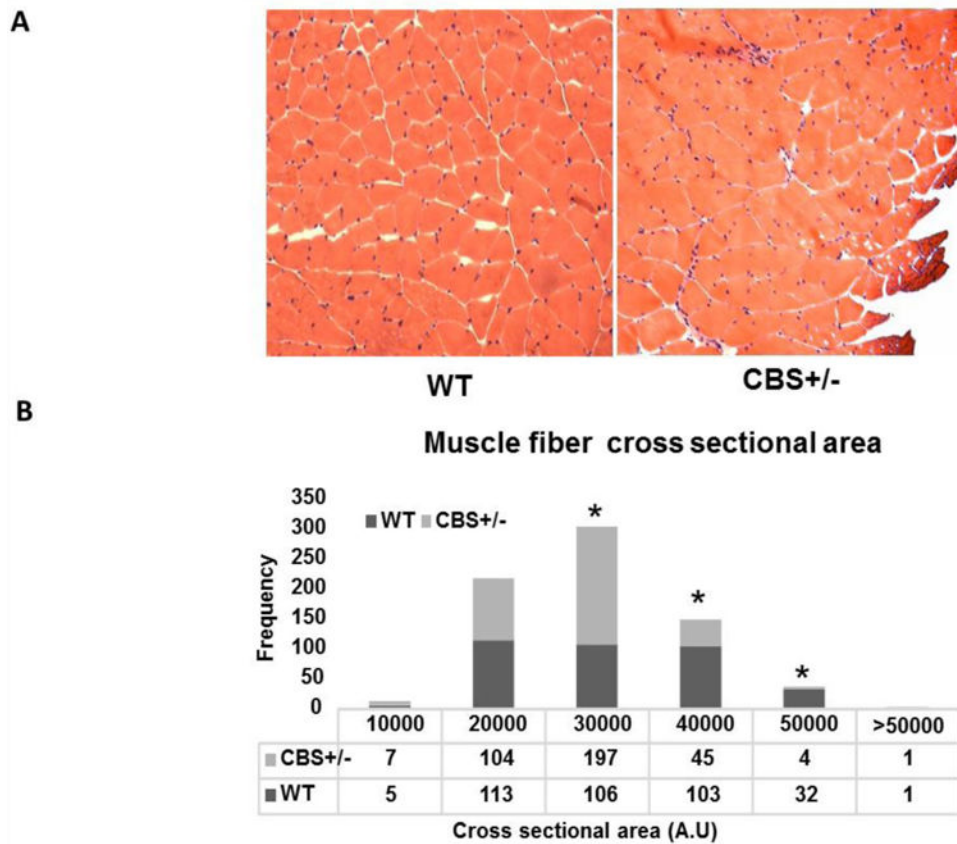 A
WT CBS+/-
B
Muscle fiber cross sectional area
350
300
250
200
150
100
50
0
Frequency
WT CBS+/-
*
*
*
10000 20000 30000 40000 50000 >50000
CBS+/- 7 104 197 45 4 1
WT 5 113 106 103 32 1
Cross sectional area (A.U)